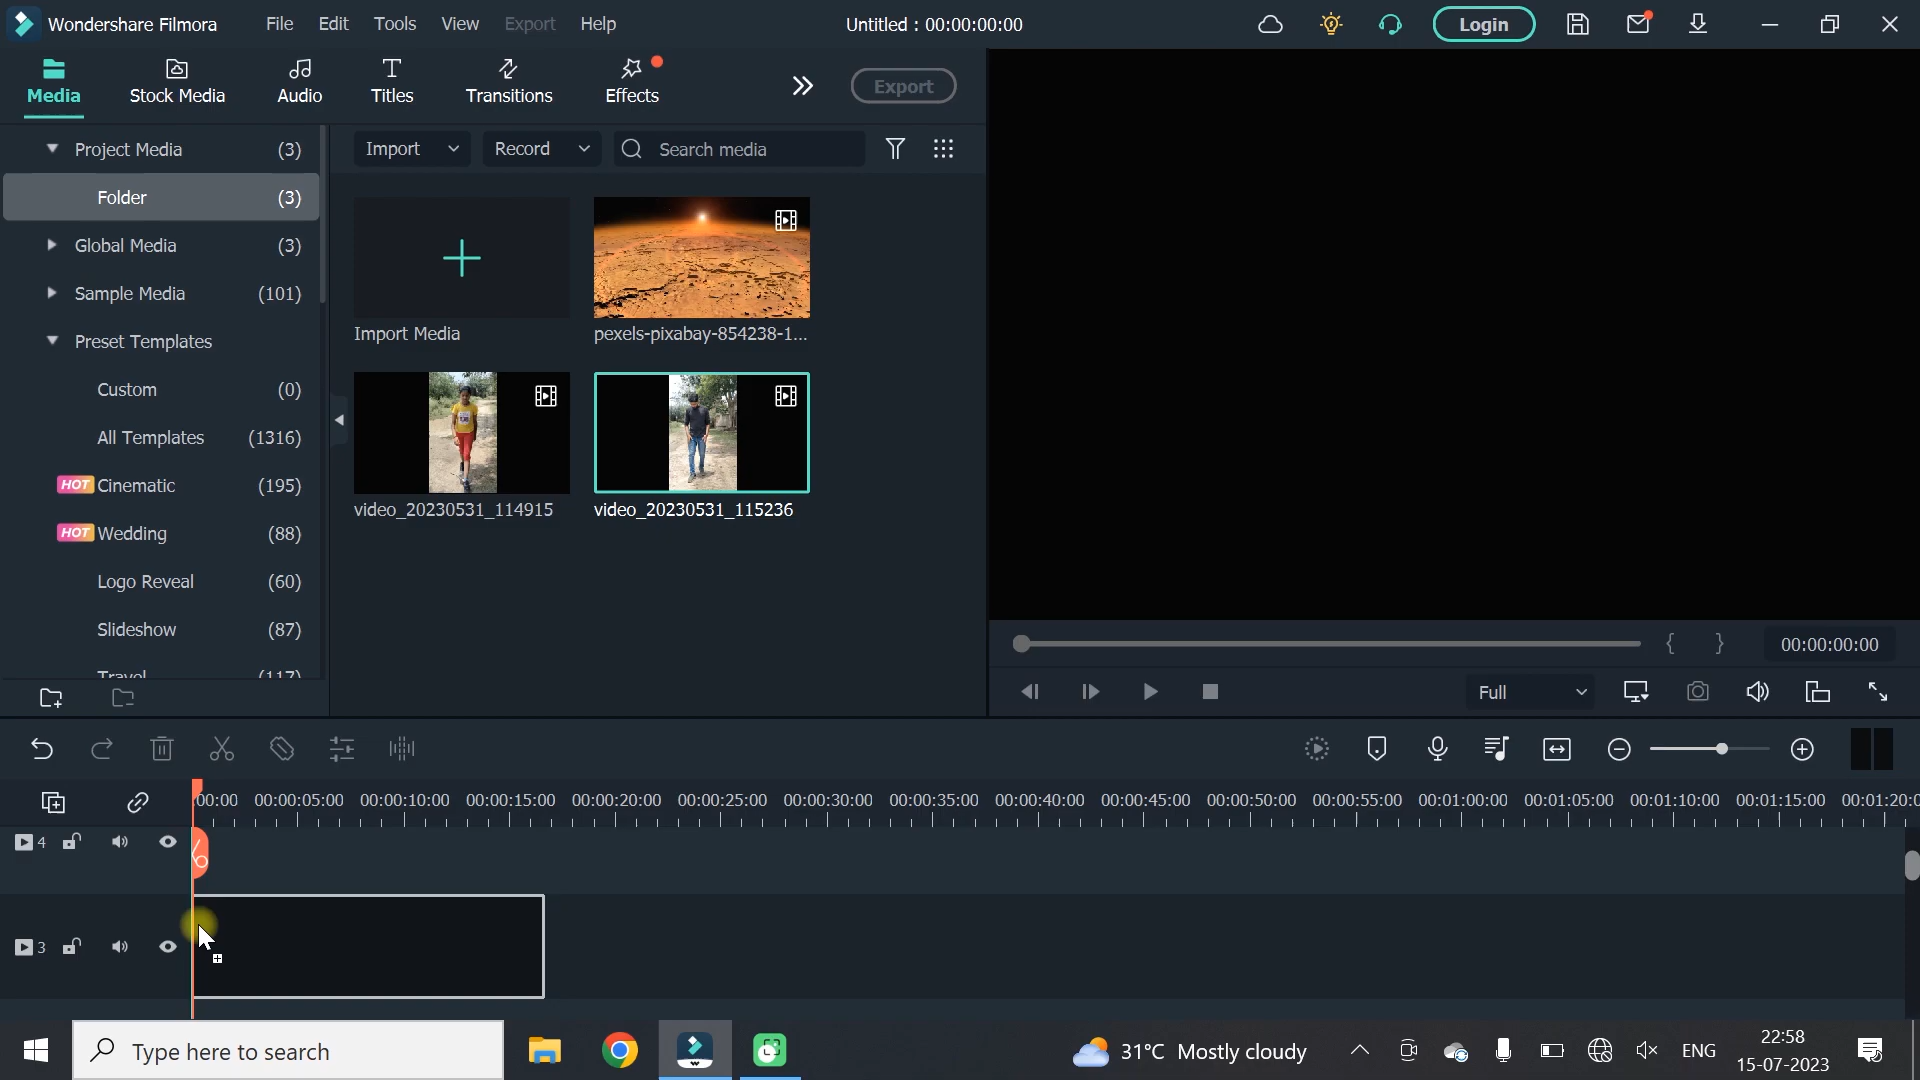 Wondershare Filmora File Edit Tools View Export Help Untitled : 00:00:00:00 Login
Media Stock Media Audio Titles Transitions Effects Export
Project Media (3)
Folder (3)
Global Media (3)
Sample Media (101)
Preset Templates
Custom (0)
All Templates (1316)
HOT Cinematic (195)
HOT Wedding (88)
Logo Reveal (60)
Slideshow (87)
Travel (117)
Import Record Search media
Import Media pexels-pixabay-854238-1...
video_20230531_114915 video_20230531_115236
{ } 00:00:00:00
Full
:00:00 00:00:05:00 00:00:10:00 00:00:15:00 00:00:20:00 00:00:25:00 00:00:30:00 00:00:35:00 00:00:40:00 00:00:45:00 00:00:50:00 00:00:55:00 00:01:00:00 00:01:05:00 00:01:10:00 00:01:15:00 00:01:20:0
4
3
Type here to search 31°C Mostly cloudy ENG 22:58
15-07-2023